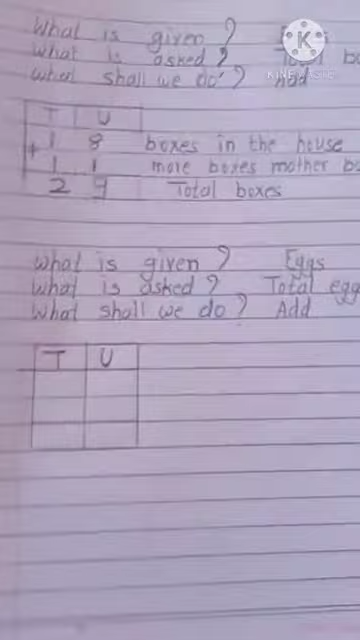 What is given?
What is asked? Total
What shall we do? Add
KINEMASTER
T U
+ 1 8 boxes in the house
1 1 more boxes mother
2 9 Total boxes
What is given? Eggs
What is asked? Total egg
What shall we do? Add
T U